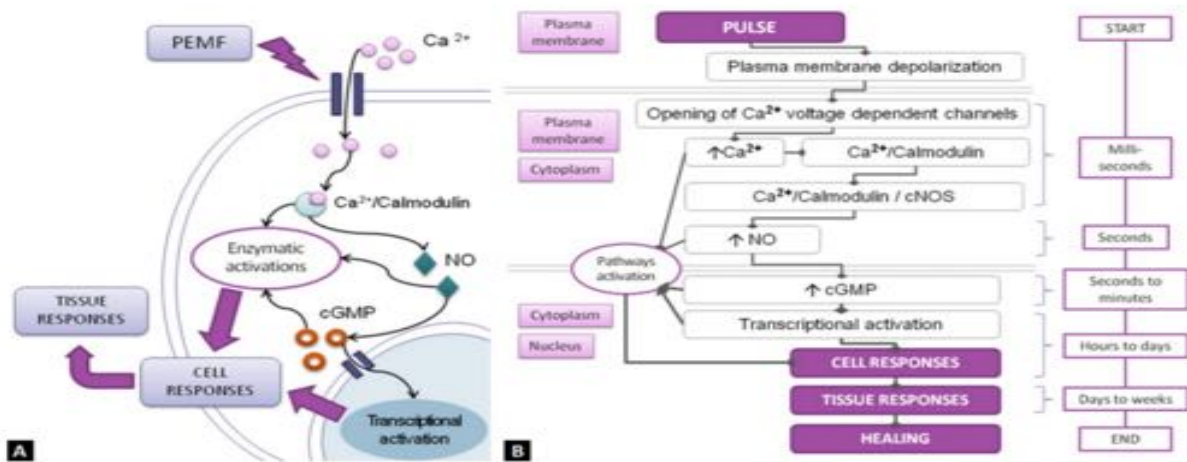 PEMF
Ca 2+
Ca2+/Calmodulin
Enzymatic
activations
NO
cGMP
TISSUE
RESPONSES
CELL
RESPONSES
Transcriptional
activation
A
Plasma
membrane
PULSE
START
Plasma membrane depolarization
Opening of Ca2+ voltage dependent channels
Plasma
membrane
Cytoplasm
↑Ca2+
Ca2+/Calmodulin
Milli-
seconds
Ca2+/Calmodulin / cNOS
↑ NO
Seconds
Pathways
activation
↑ cGMP
Seconds to
minutes
Cytoplasm
Nucleus
Transcriptional activation
Hours to days
CELL RESPONSES
TISSUE RESPONSES
Days to weeks
HEALING
END
B